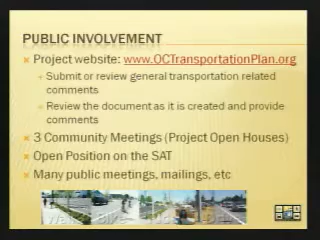 PUBLIC INVOLVEMENT
Project website: www.OCTransportationPlan.org
Submit or review general transportation related
comments
Review the document as it is created and provide
comments
3 Community Meetings (Project Open Houses)
Open Position on the SAT
Many public meetings, mailings, etc